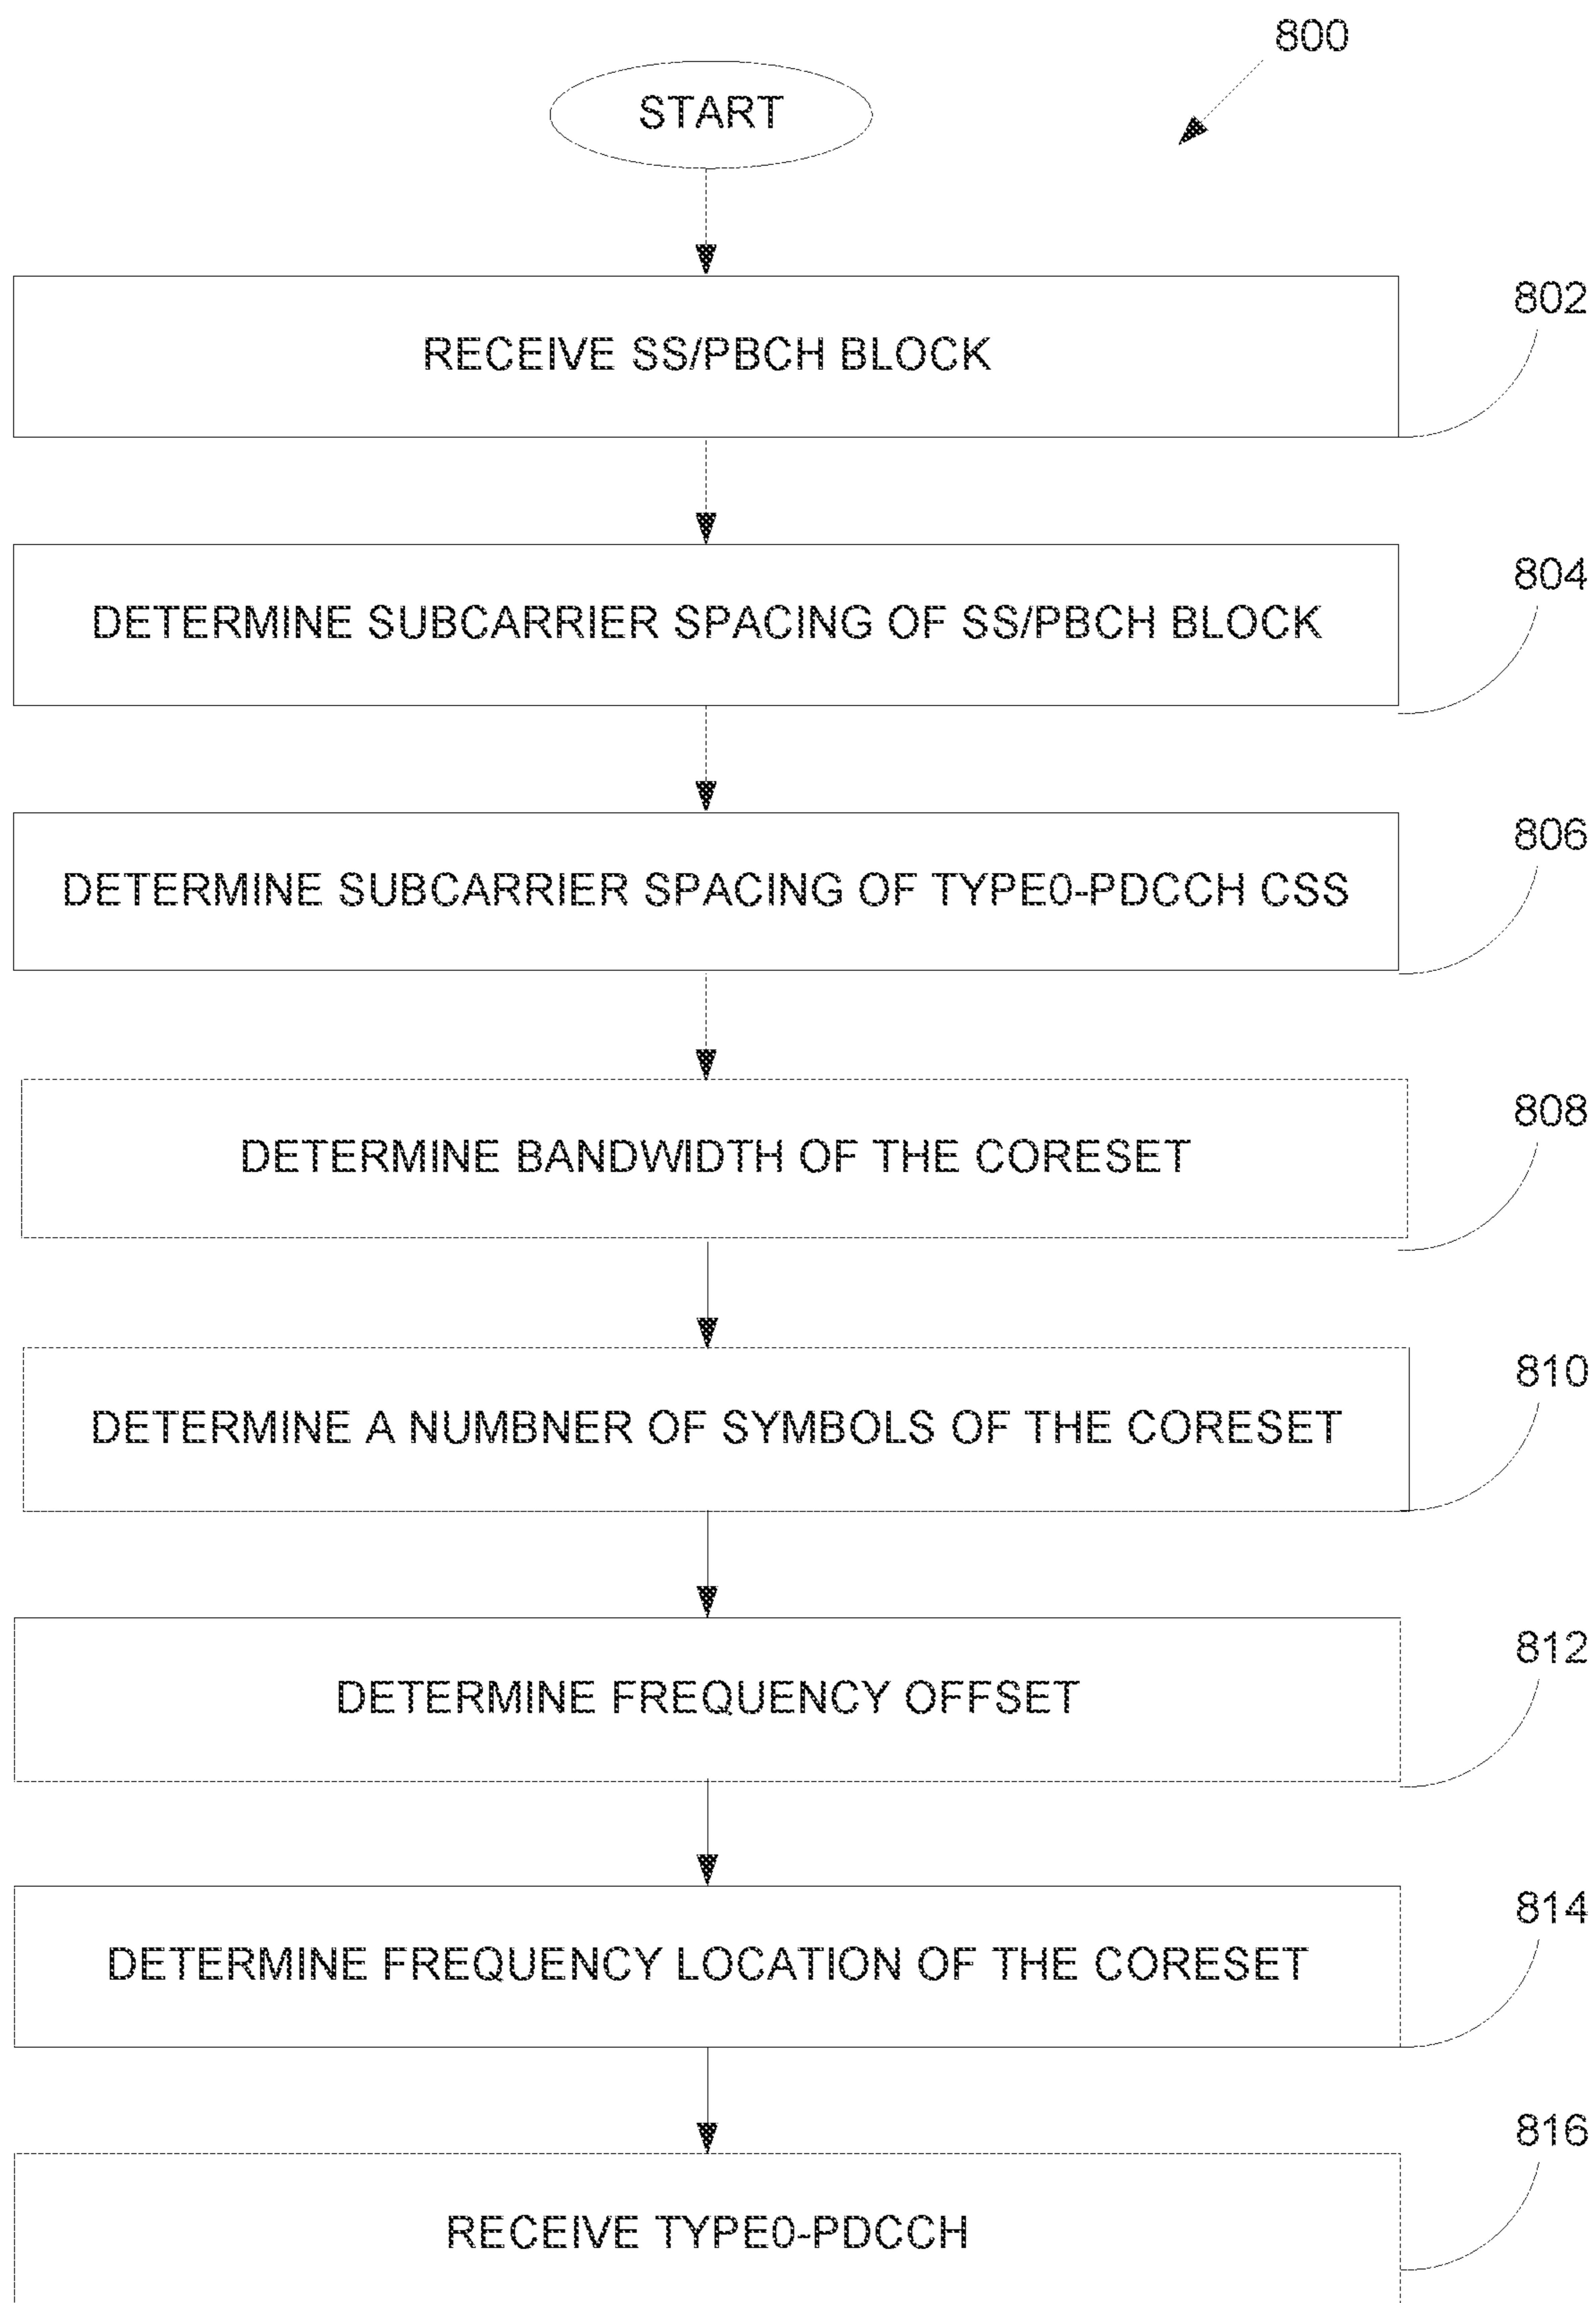 800
START
RECEIVE SS/PBCH BLOCK
802
DETERMINE SUBCARRIER SPACING OF SS/PBCH BLOCK
804
DETERMINE SUBCARRIER SPACING OF TYPE0-PDCCH CSS
806
DETERMINE BANDWIDTH OF THE CORESET
808
DETERMINE A NUMBNER OF SYMBOLS OF THE CORESET
810
DETERMINE FREQUENCY OFFSET
812
DETERMINE FREQUENCY LOCATION OF THE CORESET
814
RECEIVE TYPE0-PDCCH
816